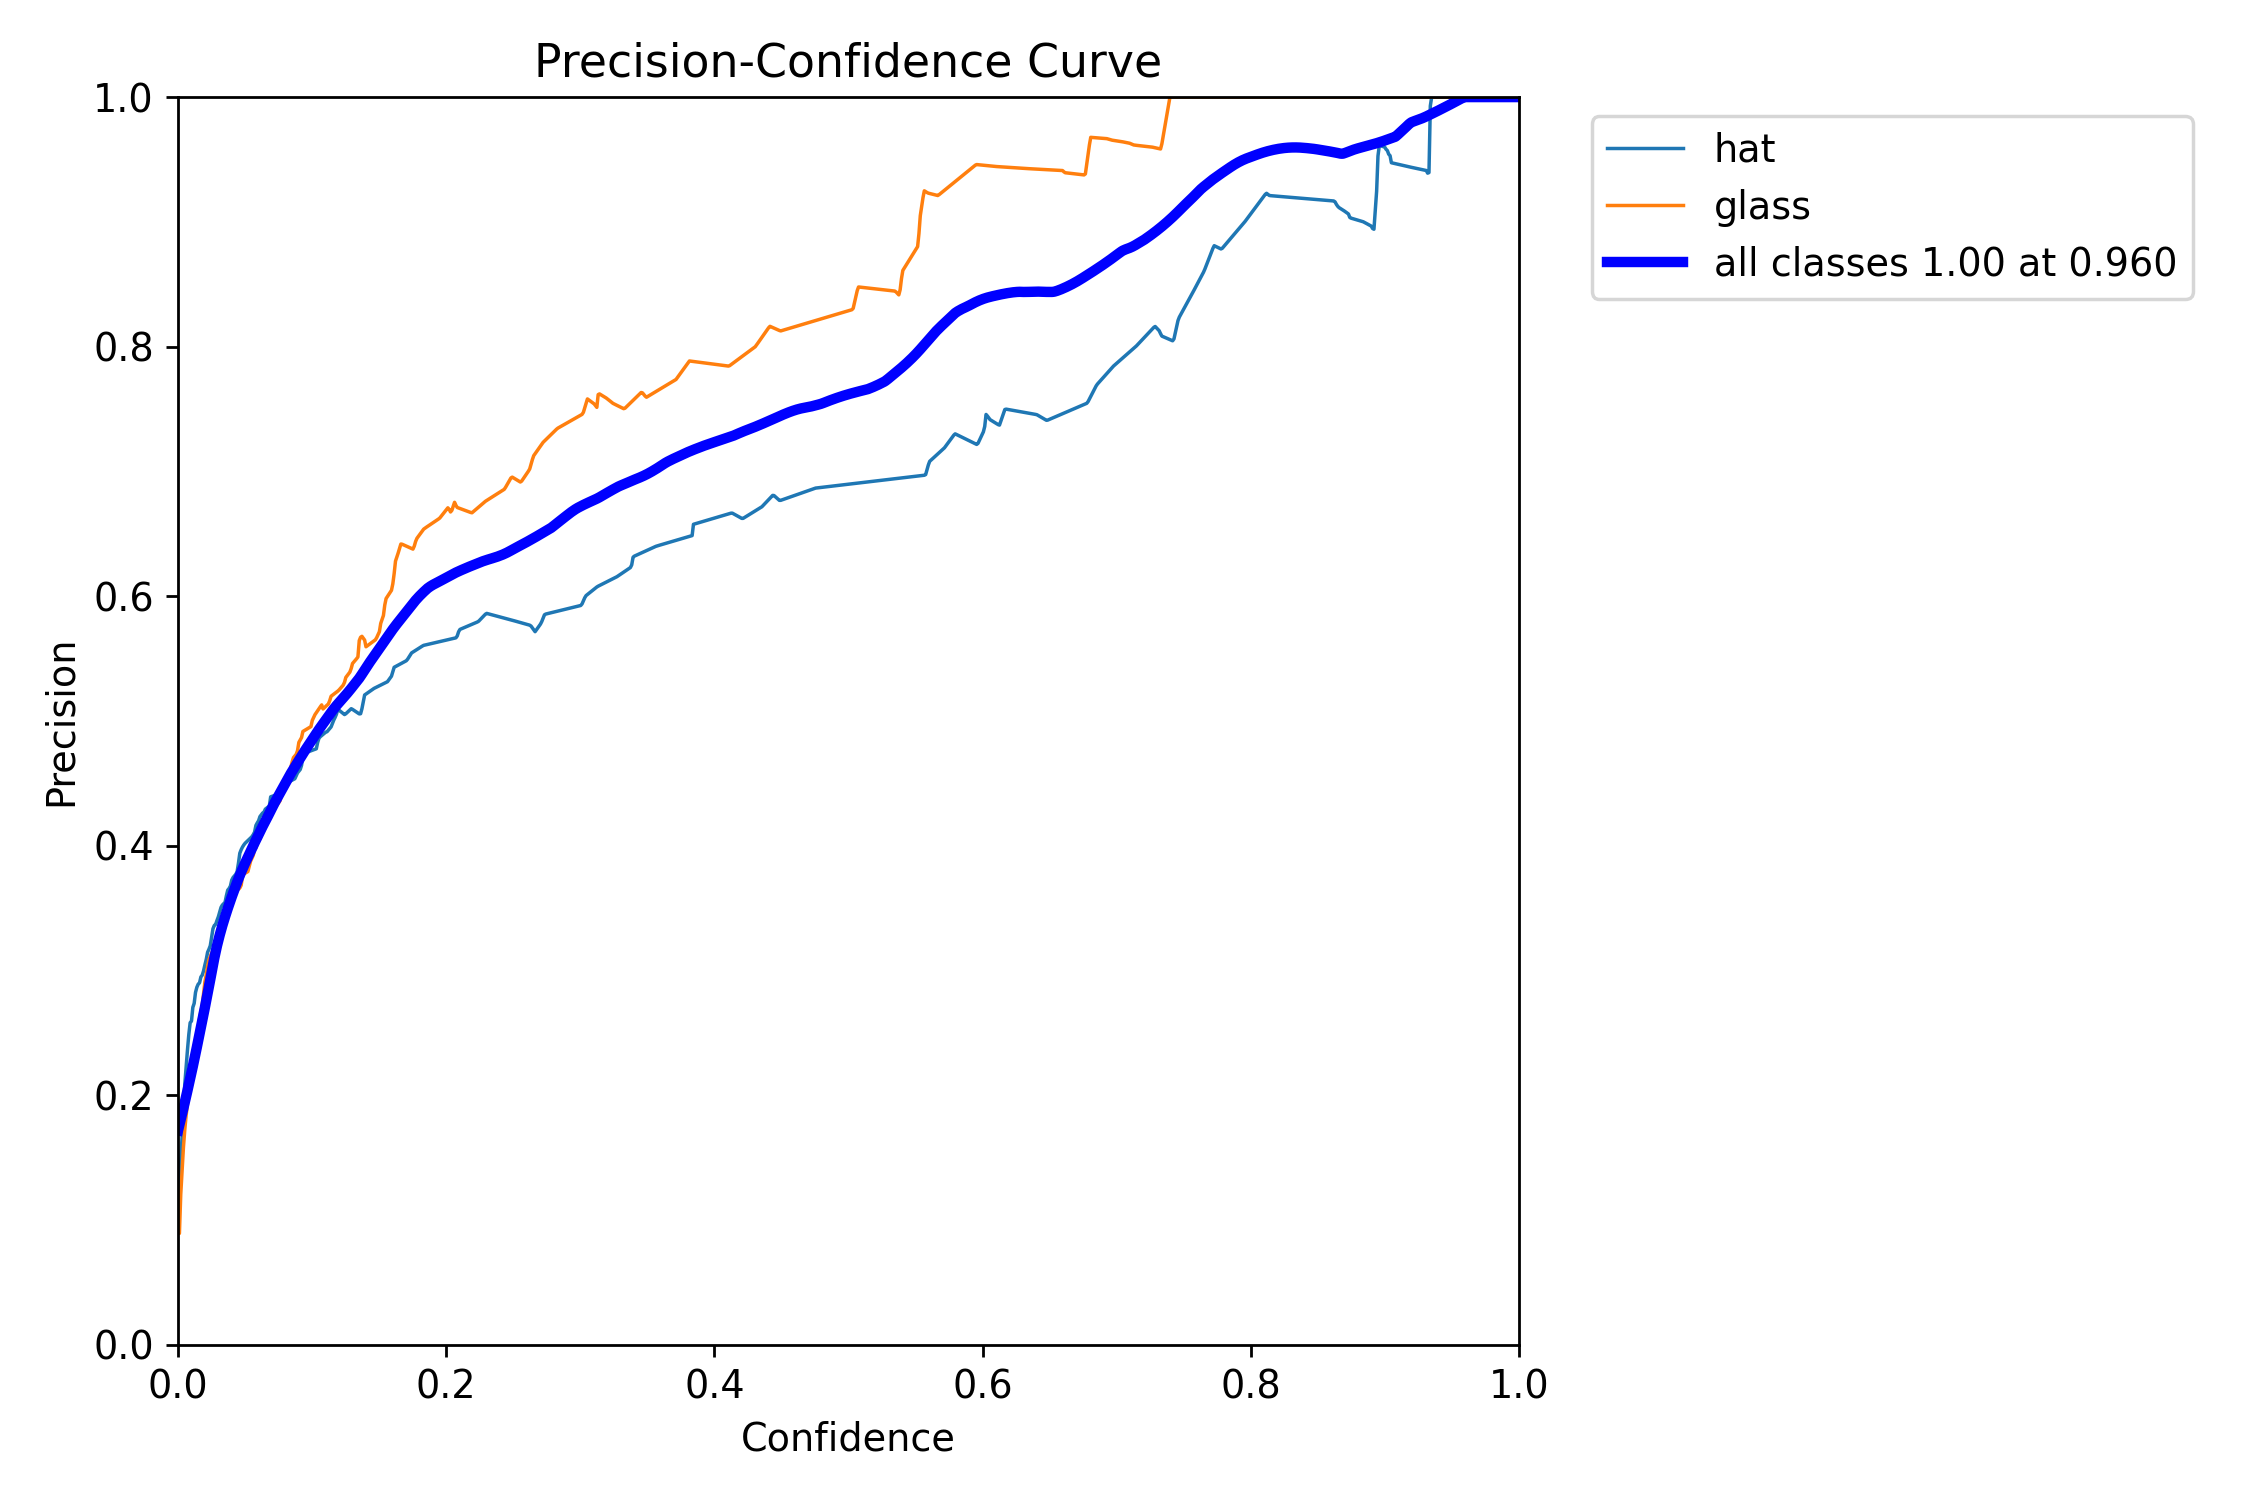 Precision-Confidence Curve
1.0
0.8
0.6
0.4
0.2
0.0
Precision
0.0 0.2 0.4 0.6 0.8 1.0
Confidence
hat
glass
all classes 1.00 at 0.960